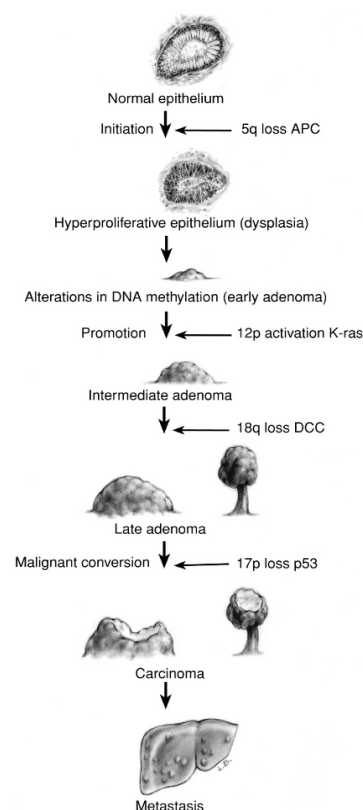 Normal epithelium
Initiation 5q loss APC
Hyperproliferative epithelium (dysplasia)
Alterations in DNA methylation (early adenoma)
Promotion 12p activation K-ras
Intermediate adenoma
18q loss DCC
Late adenoma
Malignant conversion 17p loss p53
Carcinoma
Metastasis